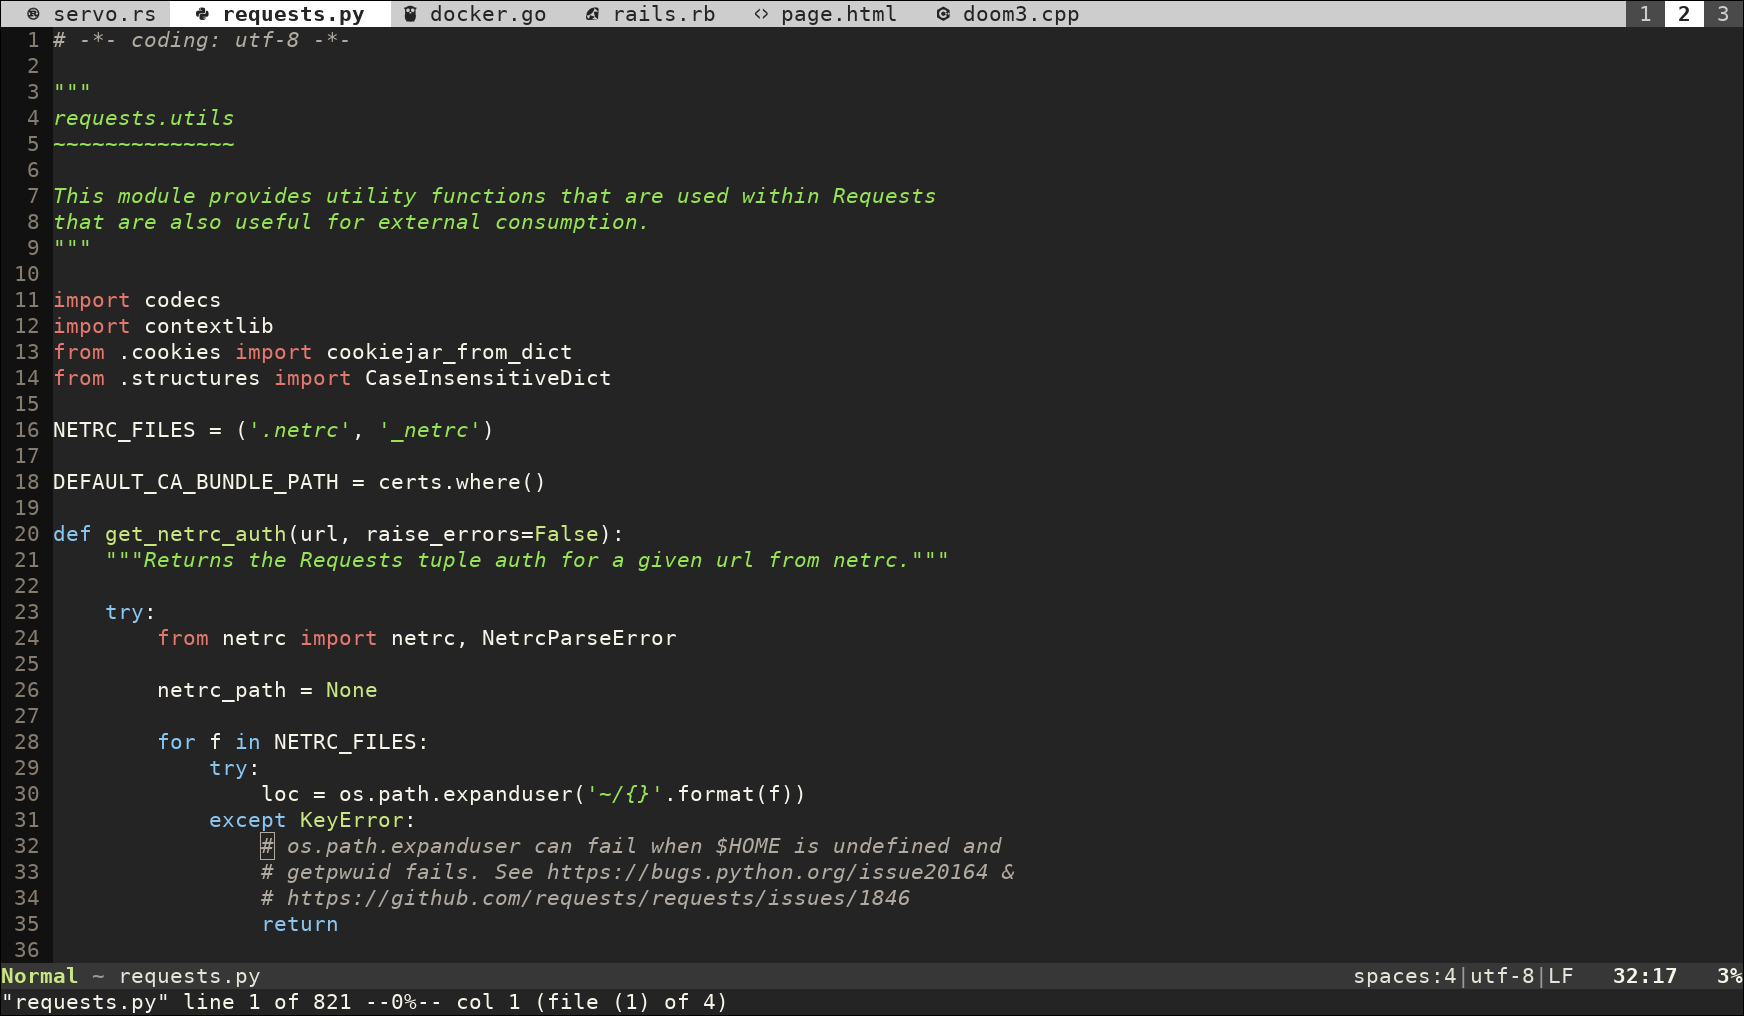 servo.rs requests.py docker.go rails.rb <> page.html doom3.cpp 1 2 3
1 # -*- coding: utf-8 -*-
2
3 """
4 requests.utils
5 ~~~~~~~~~~~~~~
6
7 This module provides utility functions that are used within Requests
8 that are also useful for external consumption.
9 """
10
11 import codecs
12 import contextlib
13 from .cookies import cookiejar_from_dict
14 from .structures import CaseInsensitiveDict
15
16 NETRC_FILES = ('.netrc', '_netrc')
17
18 DEFAULT_CA_BUNDLE_PATH = certs.where()
19
20 def get_netrc_auth(url, raise_errors=False):
21     """Returns the Requests tuple auth for a given url from netrc."""
22
23     try:
24         from netrc import netrc, NetrcParseError
25
26         netrc_path = None
27
28         for f in NETRC_FILES:
29             try:
30                 loc = os.path.expanduser('~/{}'.format(f))
31             except KeyError:
32                 # os.path.expanduser can fail when $HOME is undefined and
33                 # getpwuid fails. See https://bugs.python.org/issue20164 &
34                 # https://github.com/requests/requests/issues/1846
35                 return
36
Normal ~ requests.py spaces:4|utf-8|LF 32:17 3%
"requests.py" line 1 of 821 --0%-- col 1 (file (1) of 4)